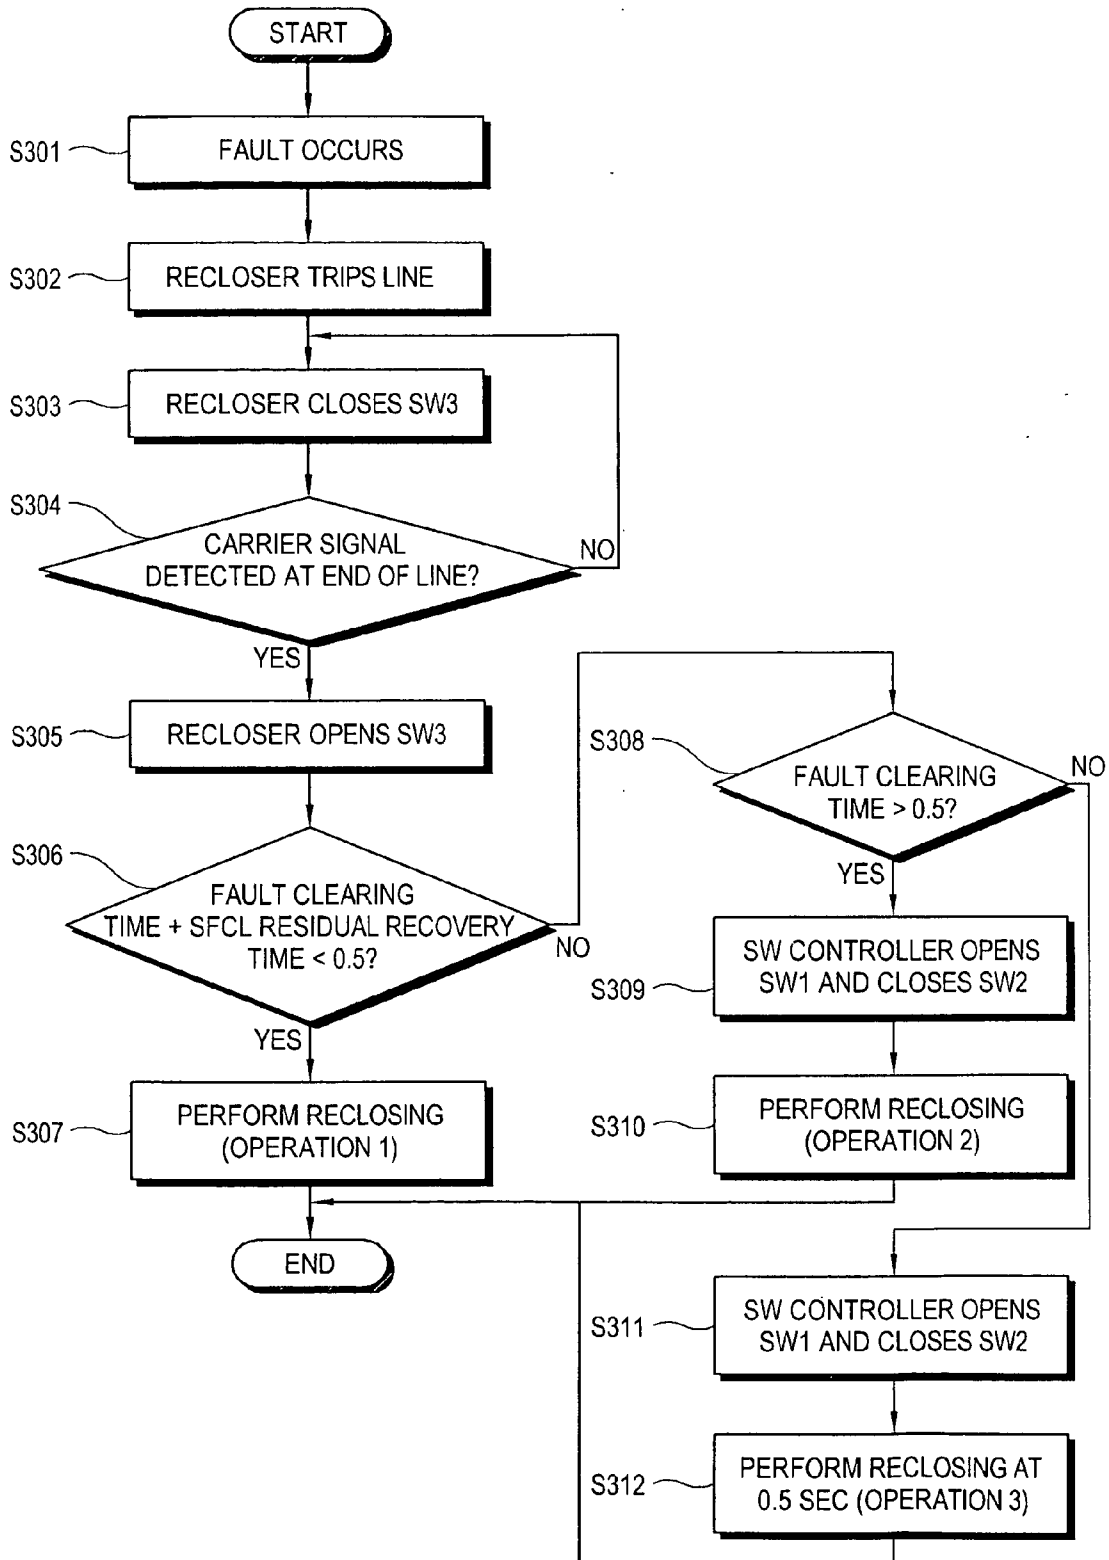 START
S301
FAULT OCCURS
S302
RECLOSER TRIPS LINE
S303
RECLOSER CLOSES SW3
S304
CARRIER SIGNAL
DETECTED AT END OF LINE?
NO
YES
S305
RECLOSER OPENS SW3
S306
FAULT CLEARING
TIME + SFCL RESIDUAL RECOVERY
TIME < 0.5?
NO
YES
S307
PERFORM RECLOSING
(OPERATION 1)
END
S308
FAULT CLEARING
TIME > 0.5?
NO
YES
S309
SW CONTROLLER OPENS
SW1 AND CLOSES SW2
S310
PERFORM RECLOSING
(OPERATION 2)
S311
SW CONTROLLER OPENS
SW1 AND CLOSES SW2
S312
PERFORM RECLOSING AT
0.5 SEC (OPERATION 3)